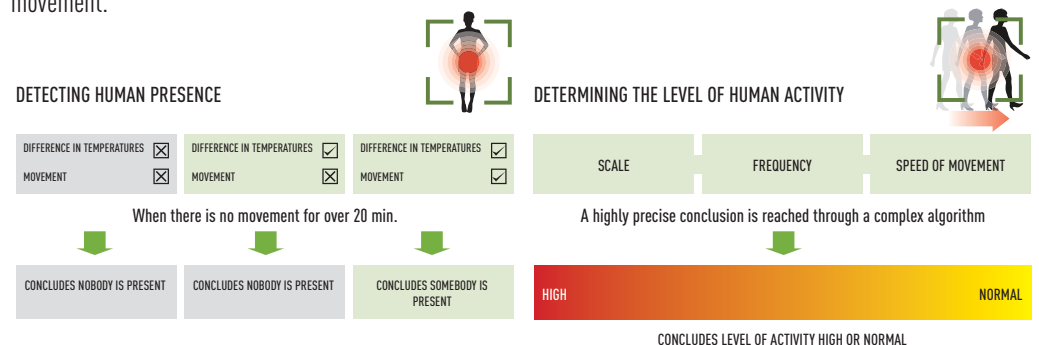 movement.
DETECTING HUMAN PRESENCE
DIFFERENCE IN TEMPERATURES
MOVEMENT
DIFFERENCE IN TEMPERATURES
MOVEMENT
DIFFERENCE IN TEMPERATURES
MOVEMENT
When there is no movement for over 20 min.
CONCLUDES NOBODY IS PRESENT
CONCLUDES NOBODY IS PRESENT
CONCLUDES SOMEBODY IS
PRESENT
DETERMINING THE LEVEL OF HUMAN ACTIVITY
SCALE
FREQUENCY
SPEED OF MOVEMENT
A highly precise conclusion is reached through a complex algorithm
HIGH
NORMAL
CONCLUDES LEVEL OF ACTIVITY HIGH OR NORMAL